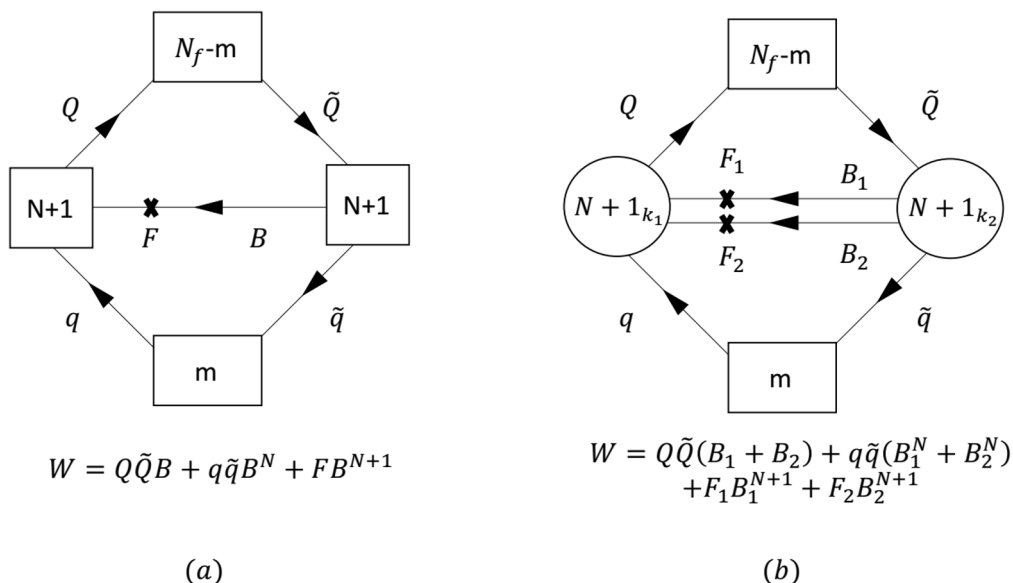 N_f-m N_f-m
Q Q̃ Q Q̃
F_1 B_1
N+1 N+1 N + 1_{k_1} N + 1_{k_2}
F B F_2 B_2
q q̃ q q̃
m m
W = QQ̃B + qq̃B^N + FB^{N+1} W = QQ̃(B_1 + B_2) + qq̃(B_1^N + B_2^N)
+F_1B_1^{N+1} + F_2B_2^{N+1}
(a) (b)